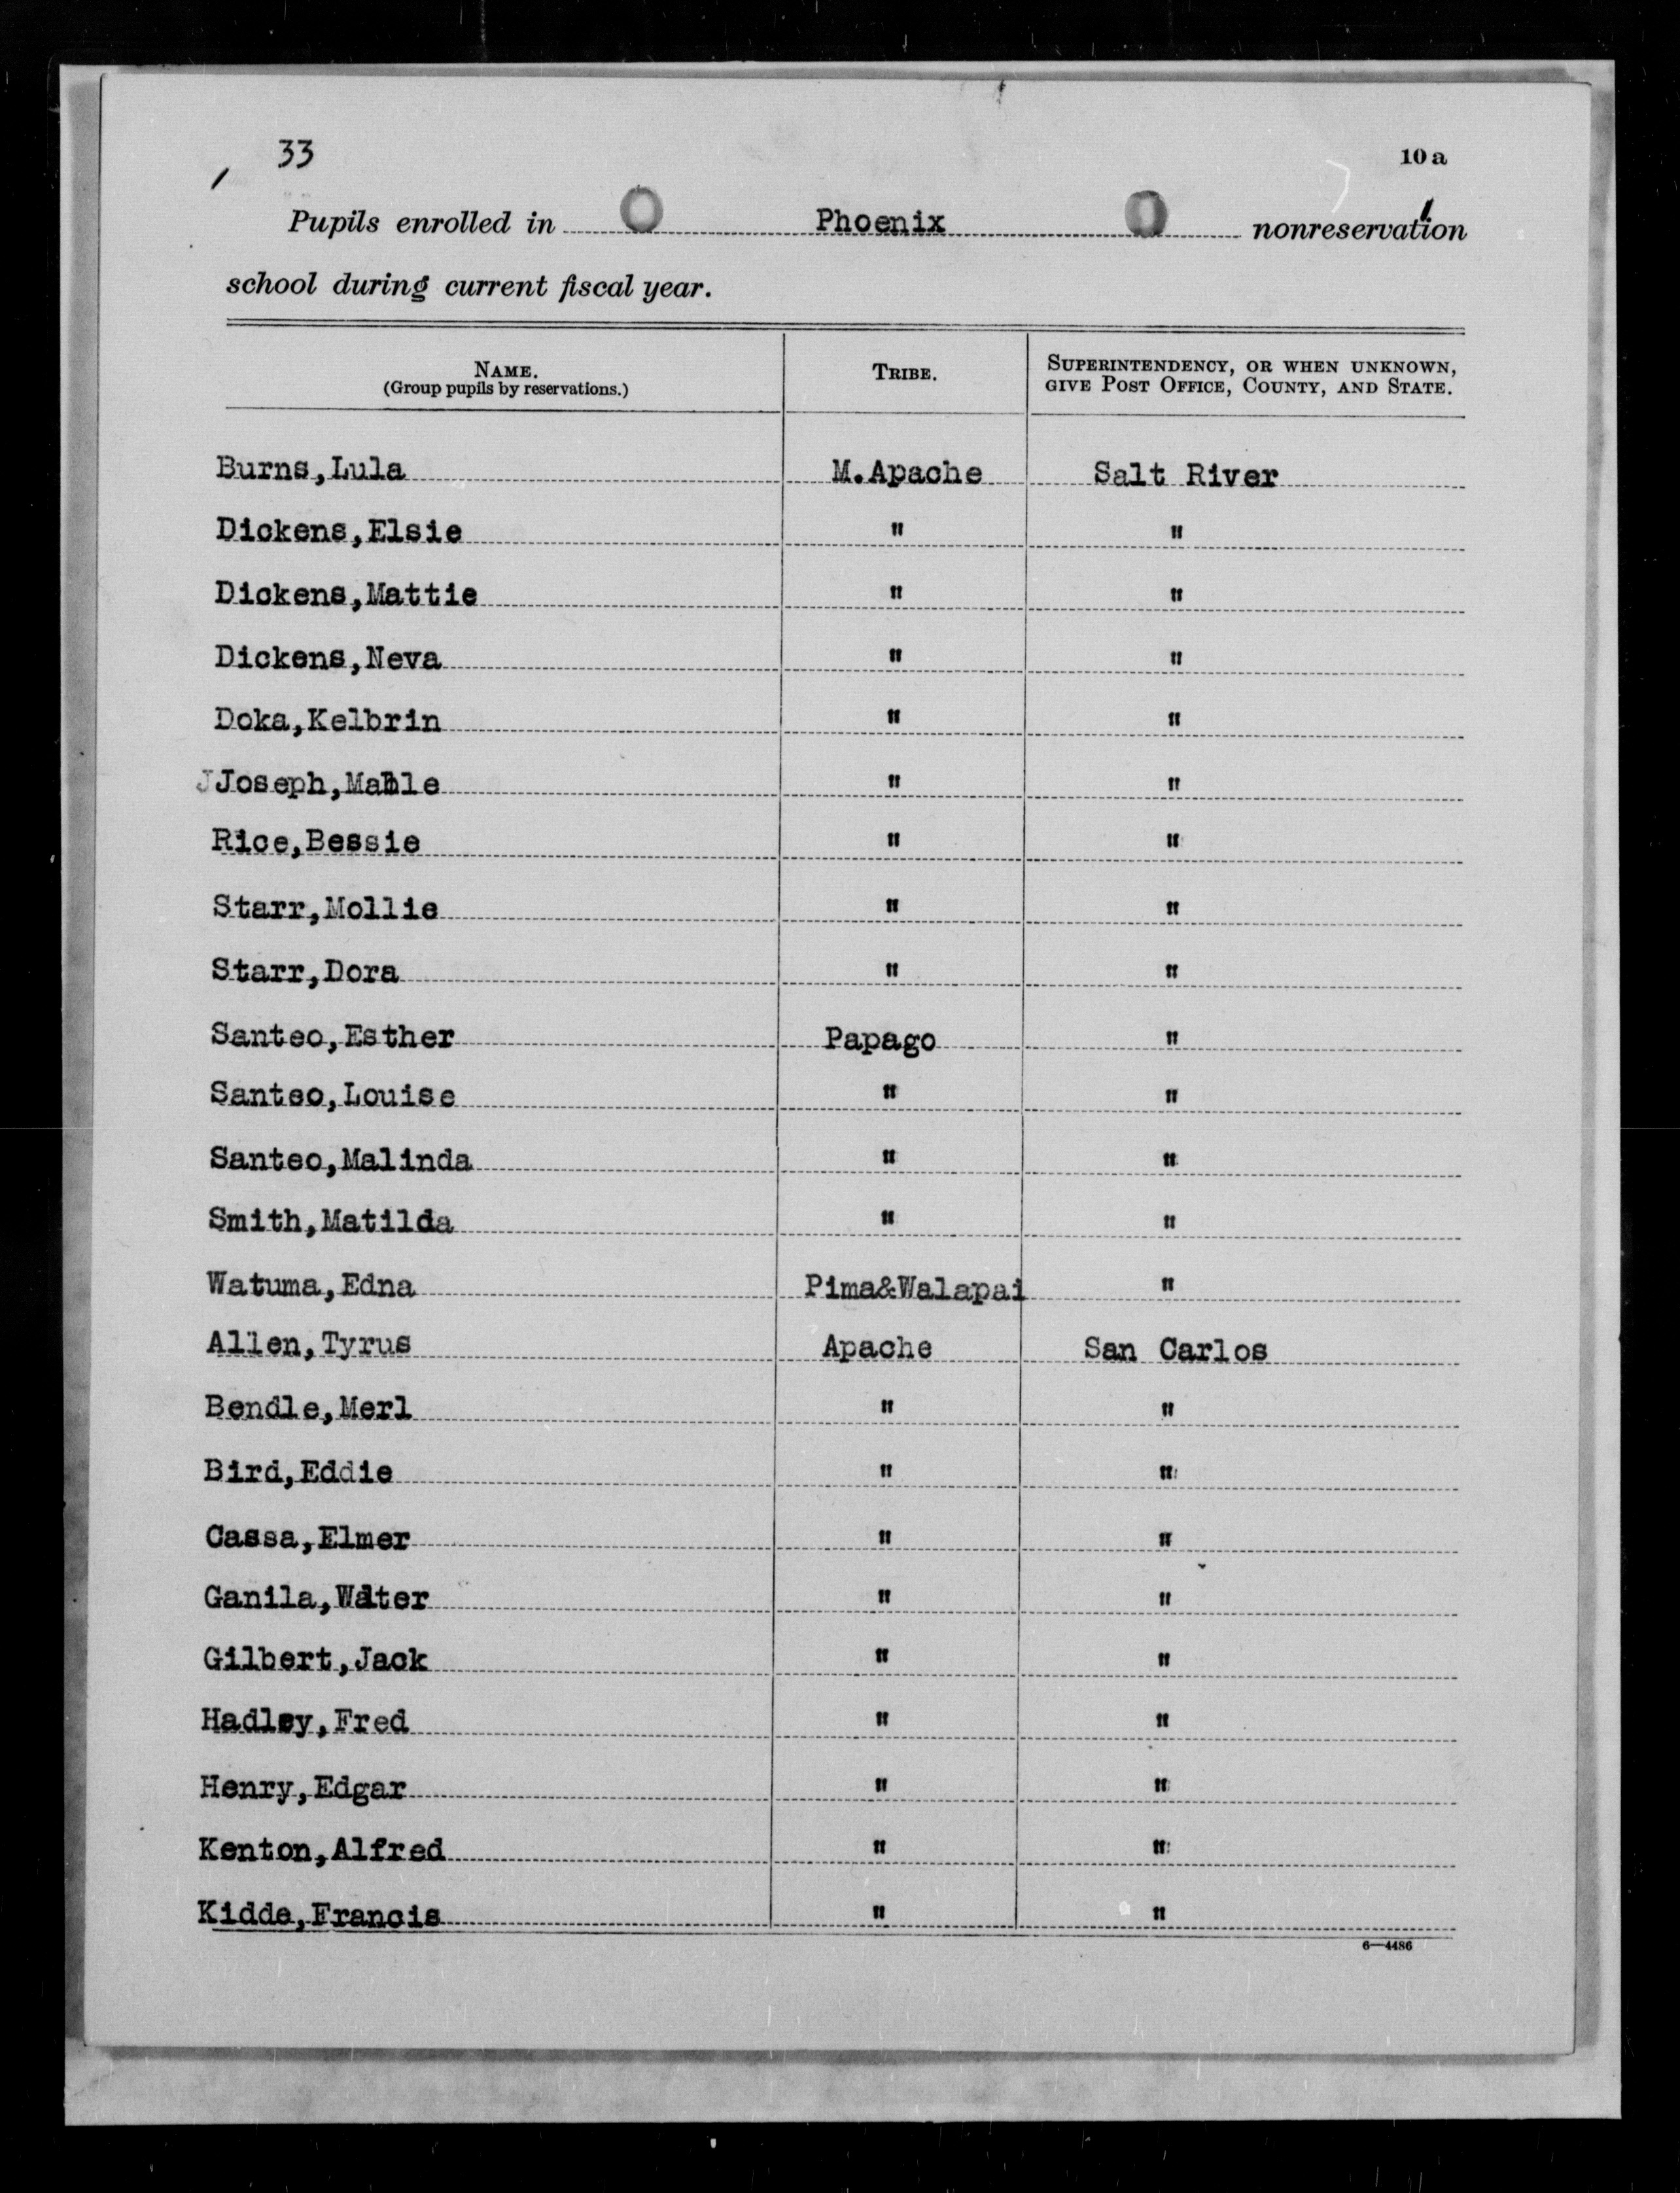 33
10 a
Pupils enrolled in Phoenix nonreservation
school during current fiscal year.
NAME.
(Group pupils by reservations.)
TRIBE.
SUPERINTENDENCY, OR WHEN UNKNOWN,
GIVE POST OFFICE, COUNTY, AND STATE.
Burns,Lula M.Apache Salt River
Dickens,Elsie " "
Dickens,Mattie " "
Dickens,Neva " "
Doka,Kelbrin " "
JJoseph, " "
Rice,Bessie " "
Starr,Mollie " "
Starr,Dora " "
Santeo,Esther Papago "
Santeo,Louise " "
Santeo,Malinda " "
Smith,Matilda " "
Watuma,Edna Pima&Walapai "
Allen,Tyrus Apache San Carlos
Bendle,Merl " "
Bird,Eddie " "
Cassa,Elmer " "
Ganila, " "
Gilbert,Jack " "
Hadley,Fred " "
Henry,Edgar " "
Kenton,Alfred " "
Kidde,Francis " "
6—4486